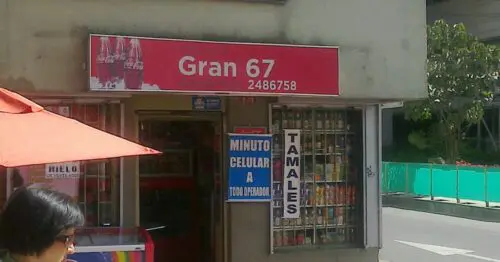 Gran 67
2486758
MINUTO
CELULAR
A
TODO OPERADOR
TAMALES
HIELO